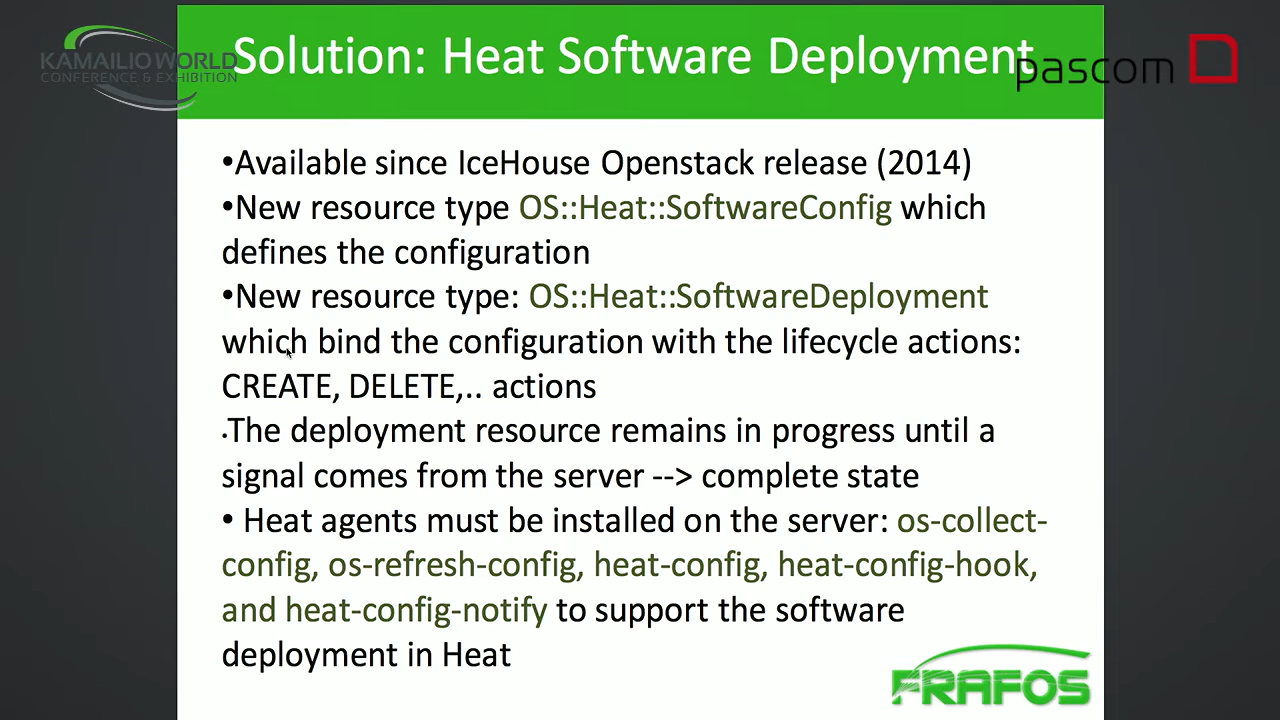 KAMAILIO WORLD
CONFERENCE & EXHIBITION
Solution: Heat Software Deployment
pascom
•Available since IceHouse Openstack release (2014)
•New resource type OS::Heat::SoftwareConfig which
defines the configuration
•New resource type: OS::Heat::SoftwareDeployment
which bind the configuration with the lifecycle actions:
CREATE, DELETE,.. actions
.The deployment resource remains in progress until a
signal comes from the server --> complete state
• Heat agents must be installed on the server: os-collect-
config, os-refresh-config, heat-config, heat-config-hook,
and heat-config-notify to support the software
deployment in Heat
FRAFOS